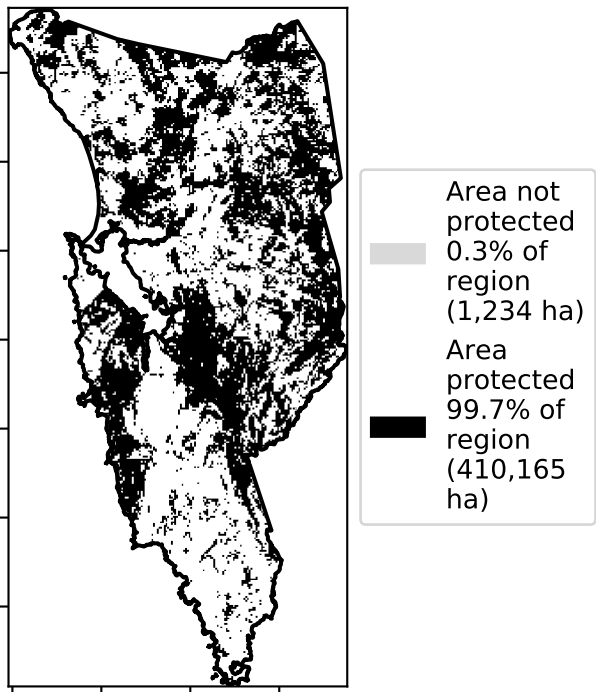 Area not
protected
0.3% of
region
(1,234 ha)
Area
protected
99.7% of
region
(410,165
ha)